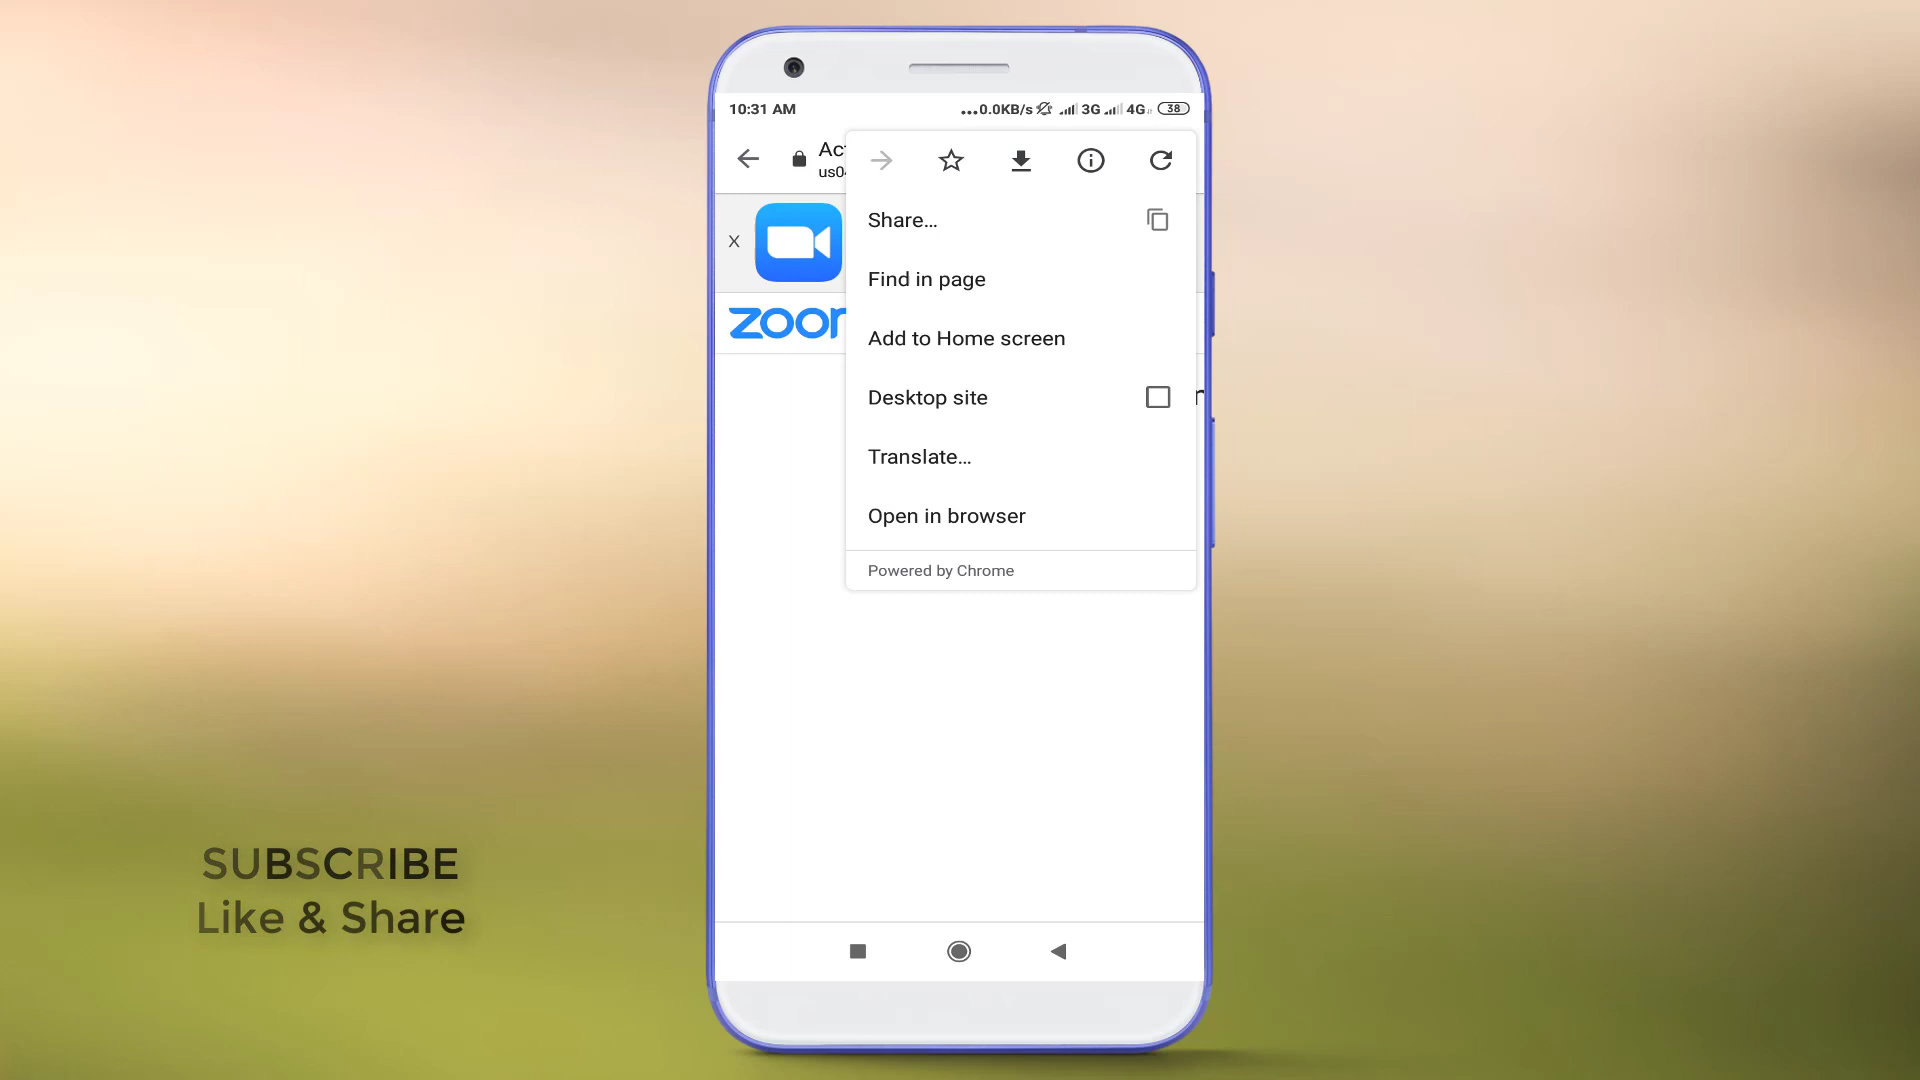 10:31 AM
...0.0KB/s 3G 4G 38
Share...
Find in page
Add to Home screen
Desktop site
Translate...
Open in browser
Powered by Chrome
X
SUBSCRIBE
Like & Share